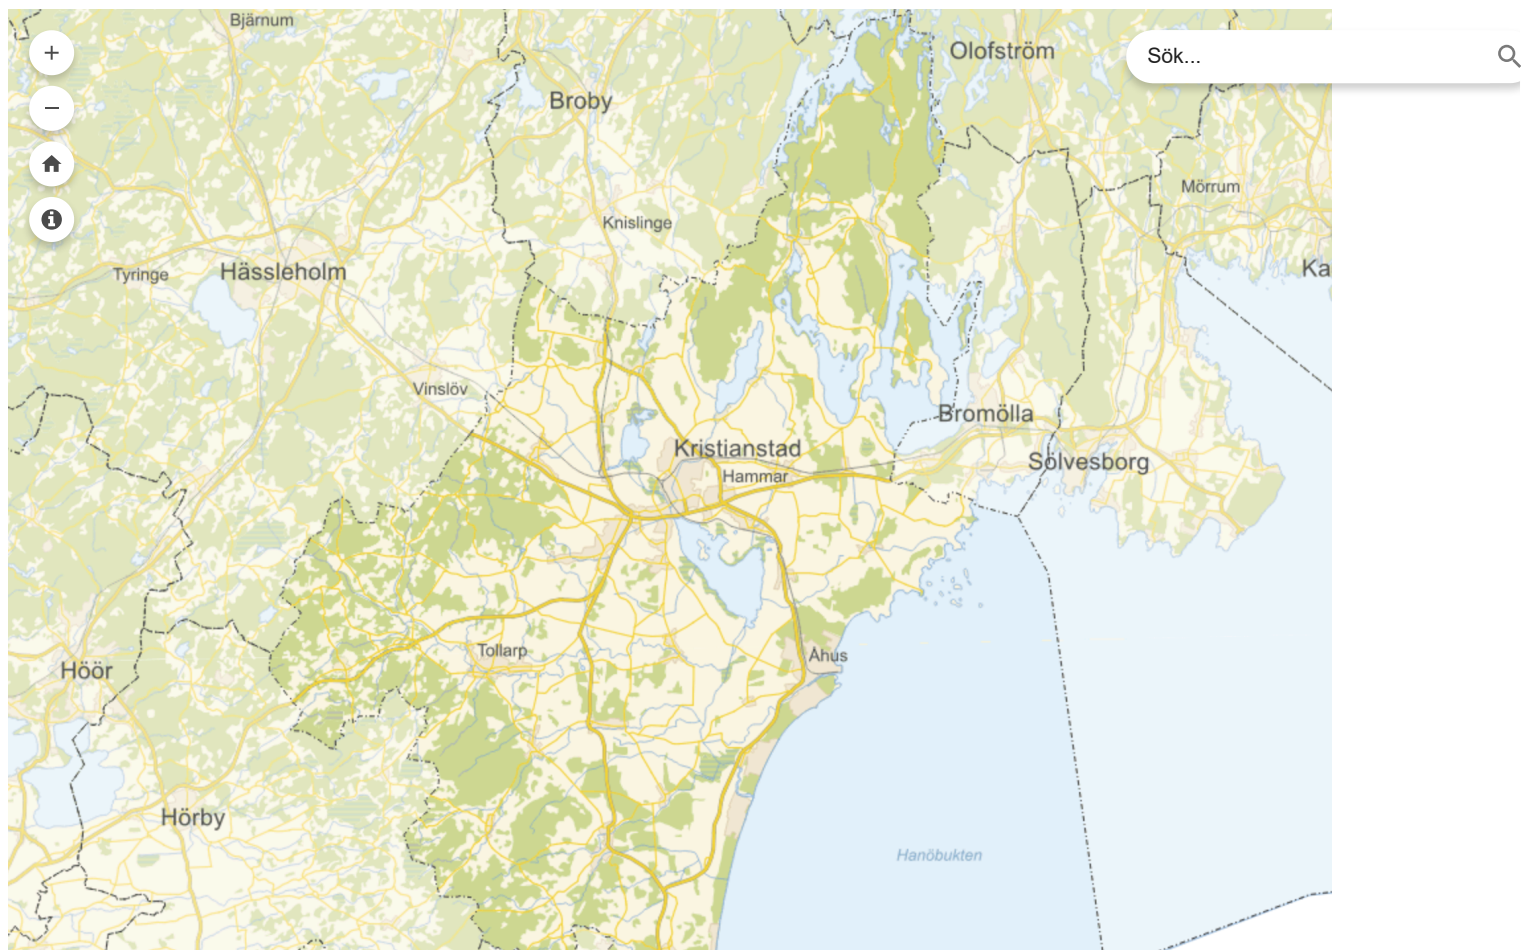 Bjärnum
Olofström
Sök...
Broby
Mörrum
Knislinge
Ka
Tyringe
Hässleholm
Vinslöv
Bromölla
Kristianstad
Sölvesborg
Hammar
Tollarp
Åhus
Höör
Hörby
Hanöbukten